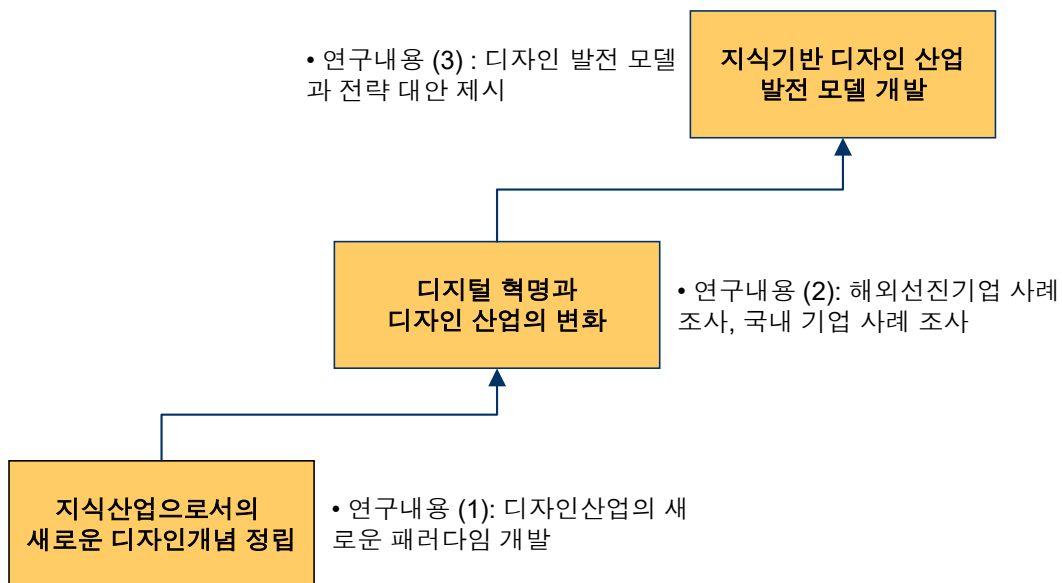 • 연구내용 (3) : 디자인 발전 모델
과 전략 대안 제시
지식기반 디자인 산업
발전 모델 개발
디지털 혁명과
디자인 산업의 변화
• 연구내용 (2): 해외선진기업 사례
조사, 국내 기업 사례 조사
지식산업으로서의
새로운 디자인개념 정립
• 연구내용 (1): 디자인산업의 새
로운 패러다임 개발